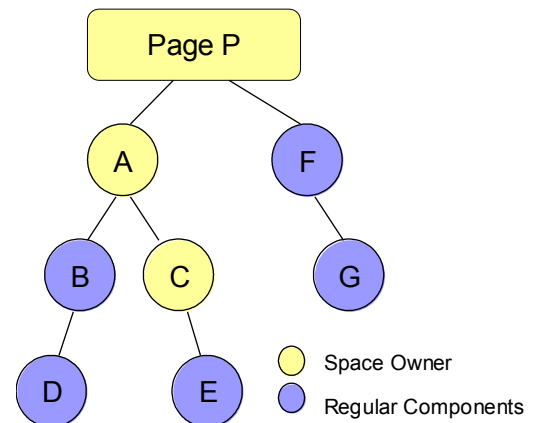 Page P
A
F
B
C
G
D
E
Space Owner
Regular Components